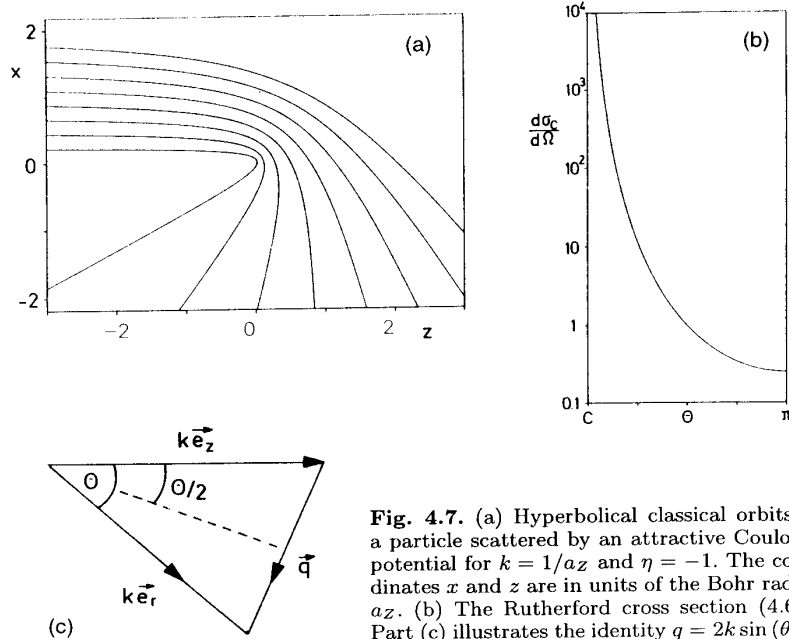 2
(a)
x
0
-2
-2
0
2
z
10⁴
(b)
10³
dσ_c
dΩ
10²
10
1
0.1
C
Θ
π
k e⃗_z
Θ
Θ/2
q⃗
k e⃗_r
(c)
Fig. 4.7. (a) Hyperbolical classical orbits
a particle scattered by an attractive Coulo
potential for k = 1/a_Z and η = −1. The co
dinates x and z are in units of the Bohr rad
a_Z. (b) The Rutherford cross section (4.6
Part (c) illustrates the identity q = 2k sin (θ